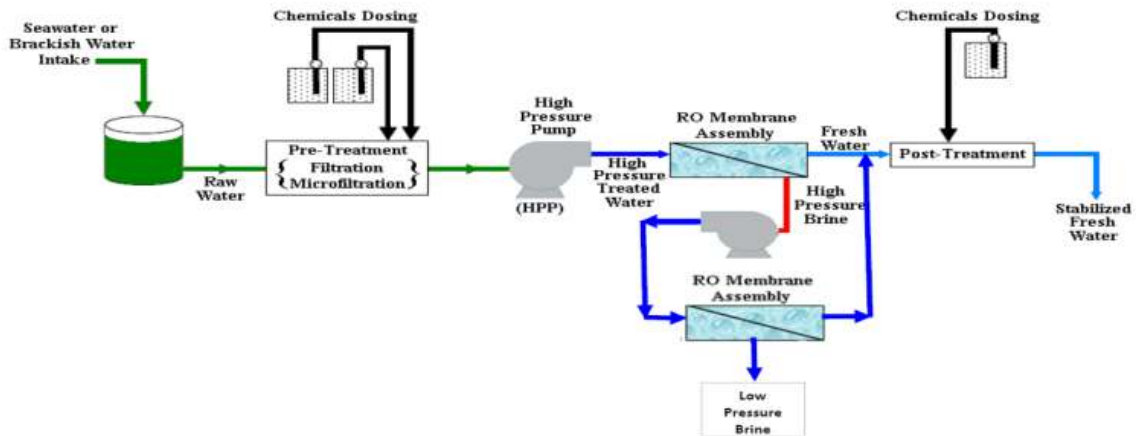 Seawater or
Brackish Water
Intake
Chemicals Dosing
Raw
Water
Pre-Treatment
Filtration
Microfiltration
High
Pressure
Pump
(HPP)
High
Pressure
Treated
Water
RO Membrane
Assembly
Fresh
Water
High
Pressure
Brine
RO Membrane
Assembly
Low
Pressure
Brine
Chemicals Dosing
Post-Treatment
Stabilized
Fresh
Water